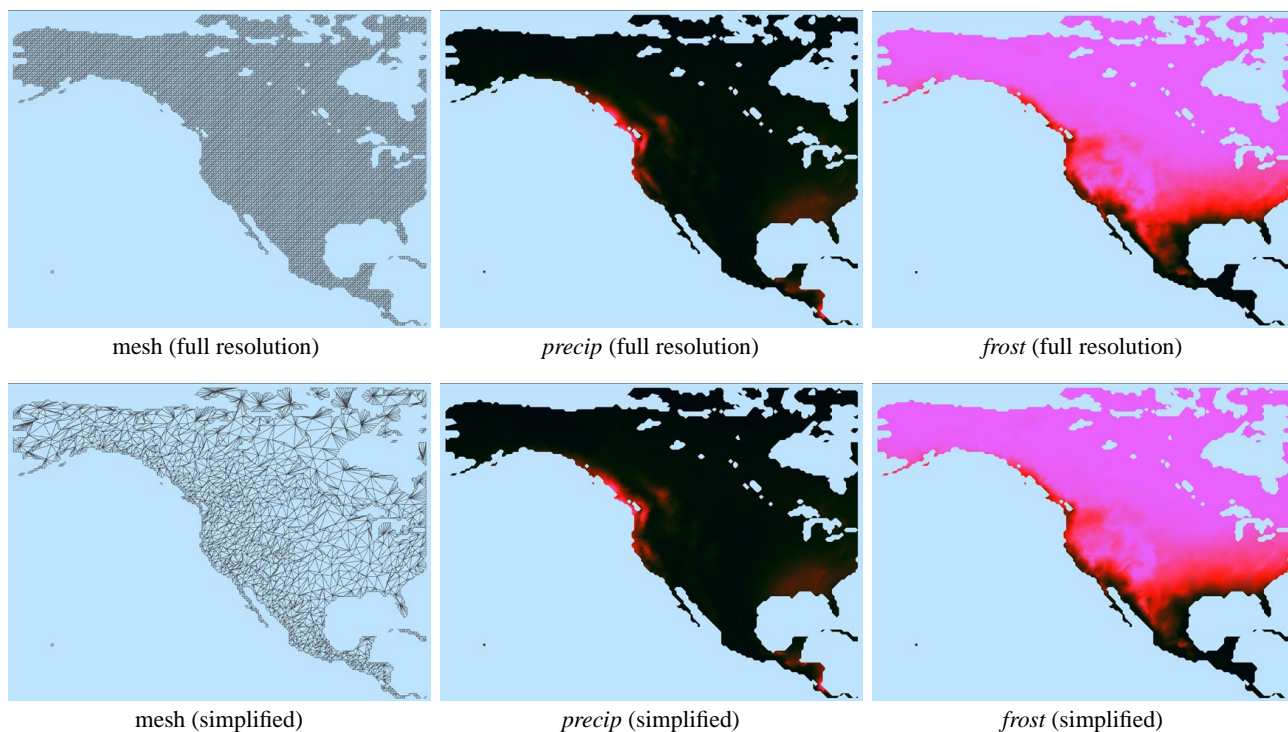 mesh (full resolution)
precip (full resolution)
frost (full resolution)
mesh (simplified)
precip (simplified)
frost (simplified)